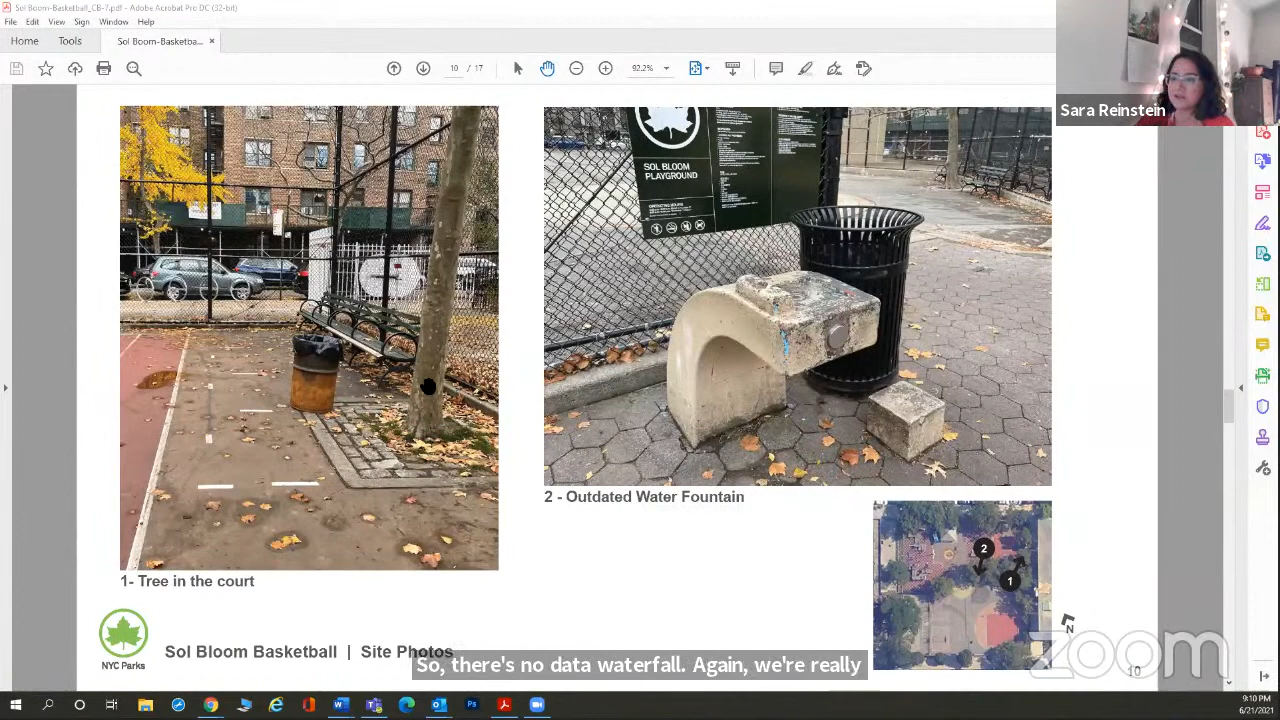 Sol Boom-Basketball_CB-7.pdf - Adobe Acrobat Pro DC (32-bit)
File Edit View Sign Window Help
Home Tools Sol Boom-Basketba... ×
10 / 17 92.2%
Sara Reinstein
SOL BLOOM
PLAYGROUND
2 - Outdated Water Fountain
2
1
1- Tree in the court
N
NYC Parks
Sol Bloom Basketball | Site Photos
So, there's no data waterfall. Again, we're really
zoom
10
9:10 PM
6/21/2021